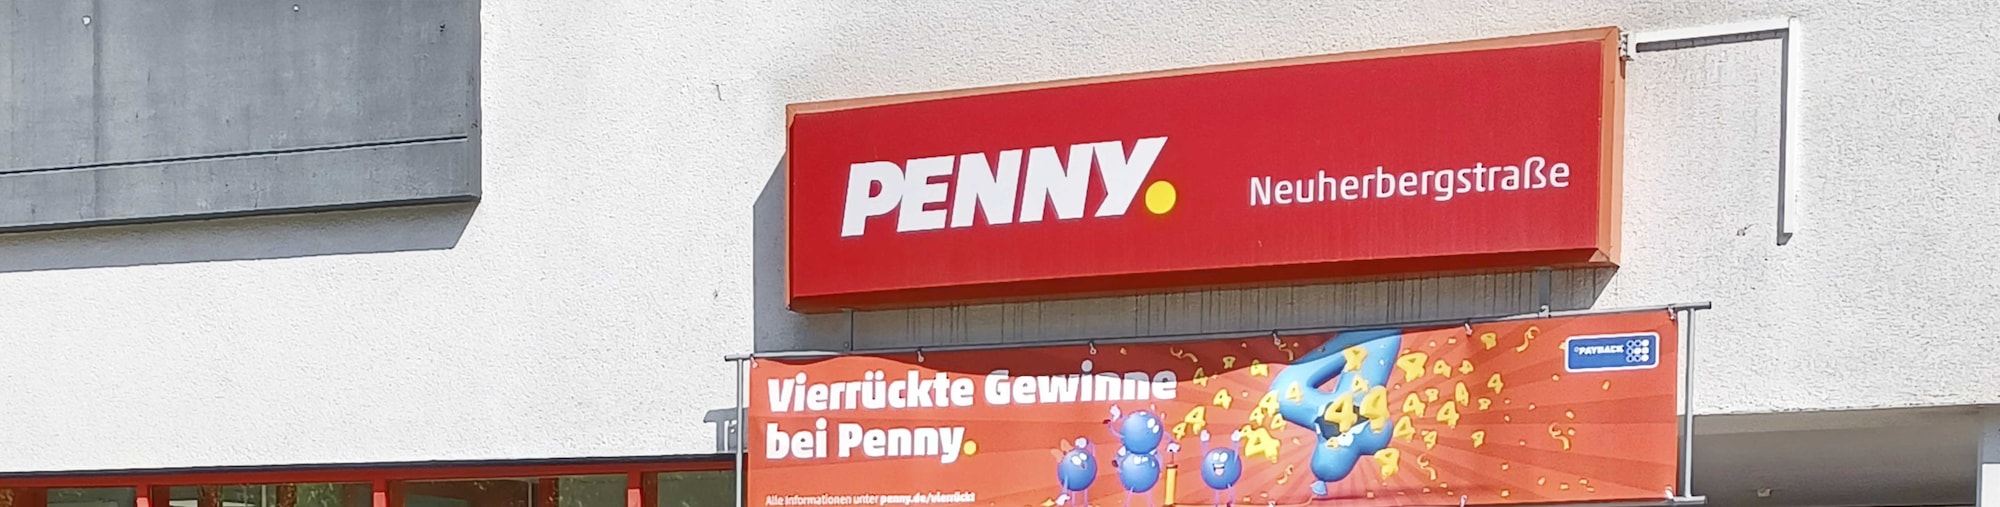 PENNY.
Neuherbergstraße
°PAYBACK
Vierrückte Gewinne
bei Penny.
Alle Informationen unter penny.de/vierrückt